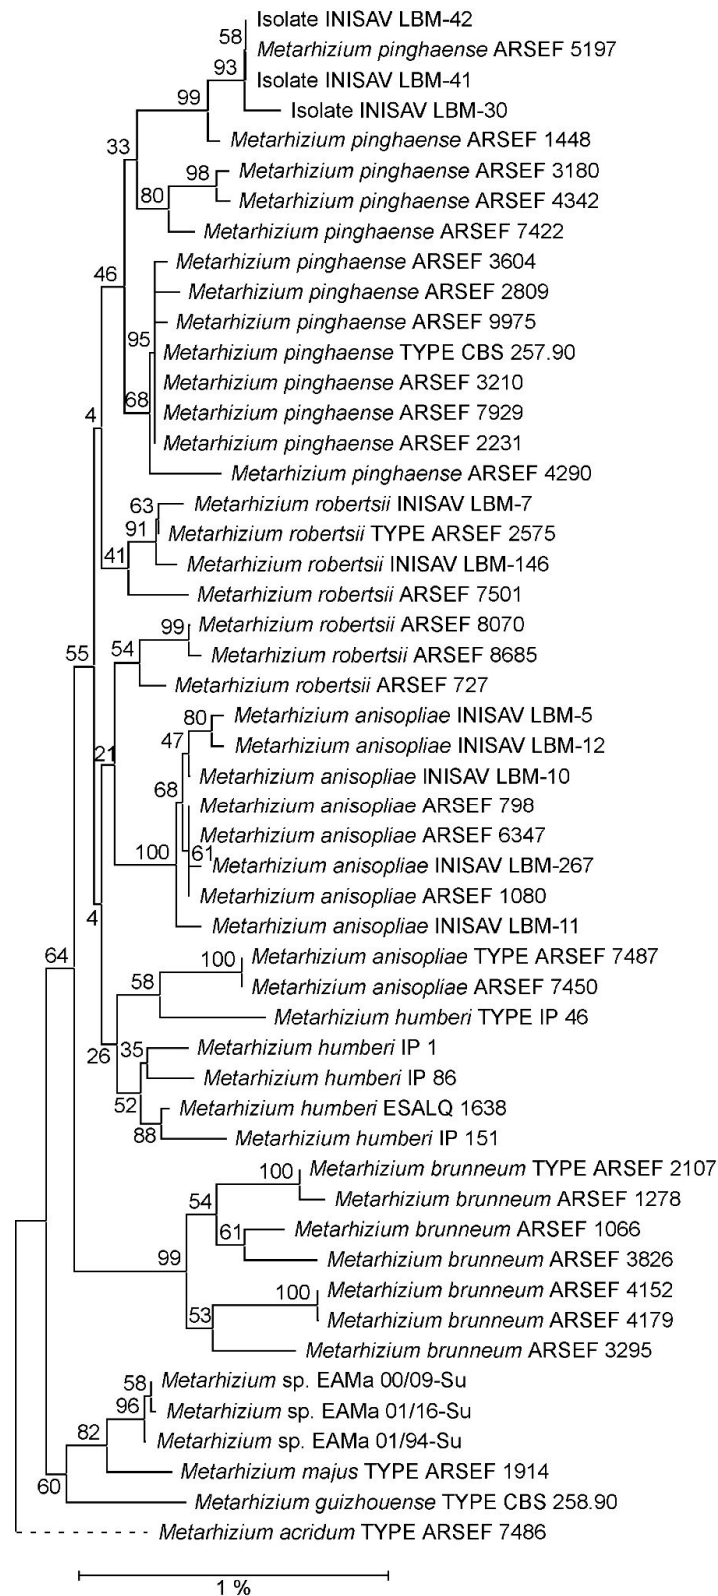 Isolate INISAV LBM-42
58
Metarhizium pinghaense ARSEF 5197
93
Isolate INISAV LBM-41
99
Isolate INISAV LBM-30
Metarhizium pinghaense ARSEF 1448
33
98
Metarhizium pinghaense ARSEF 3180
80
Metarhizium pinghaense ARSEF 4342
Metarhizium pinghaense ARSEF 7422
Metarhizium pinghaense ARSEF 3604
46
Metarhizium pinghaense ARSEF 2809
Metarhizium pinghaense ARSEF 9975
95
Metarhizium pinghaense TYPE CBS 257.90
Metarhizium pinghaense ARSEF 3210
68
Metarhizium pinghaense ARSEF 7929
4
Metarhizium pinghaense ARSEF 2231
Metarhizium pinghaense ARSEF 4290
63
Metarhizium robertsii INISAV LBM-7
91
Metarhizium robertsii TYPE ARSEF 2575
41
Metarhizium robertsii INISAV LBM-146
Metarhizium robertsii ARSEF 7501
99
Metarhizium robertsii ARSEF 8070
55
54
Metarhizium robertsii ARSEF 8685
Metarhizium robertsii ARSEF 727
80
Metarhizium anisopliae INISAV LBM-5
47
Metarhizium anisopliae INISAV LBM-12
21
Metarhizium anisopliae INISAV LBM-10
68
Metarhizium anisopliae ARSEF 798
Metarhizium anisopliae ARSEF 6347
100
61
Metarhizium anisopliae INISAV LBM-267
Metarhizium anisopliae ARSEF 1080
4
Metarhizium anisopliae INISAV LBM-11
64
100
Metarhizium anisopliae TYPE ARSEF 7487
58
Metarhizium anisopliae ARSEF 7450
Metarhizium humberi TYPE IP 46
26
35
Metarhizium humberi IP 1
Metarhizium humberi IP 86
52
Metarhizium humberi ESALQ 1638
88
Metarhizium humberi IP 151
100
Metarhizium brunneum TYPE ARSEF 2107
54
Metarhizium brunneum ARSEF 1278
61
Metarhizium brunneum ARSEF 1066
99
Metarhizium brunneum ARSEF 3826
100
Metarhizium brunneum ARSEF 4152
53
Metarhizium brunneum ARSEF 4179
Metarhizium brunneum ARSEF 3295
58
Metarhizium sp. EAMa 00/09-Su
96
Metarhizium sp. EAMa 01/16-Su
82
Metarhizium sp. EAMa 01/94-Su
Metarhizium majus TYPE ARSEF 1914
60
Metarhizium guizhouense TYPE CBS 258.90
Metarhizium acridum TYPE ARSEF 7486
1 %